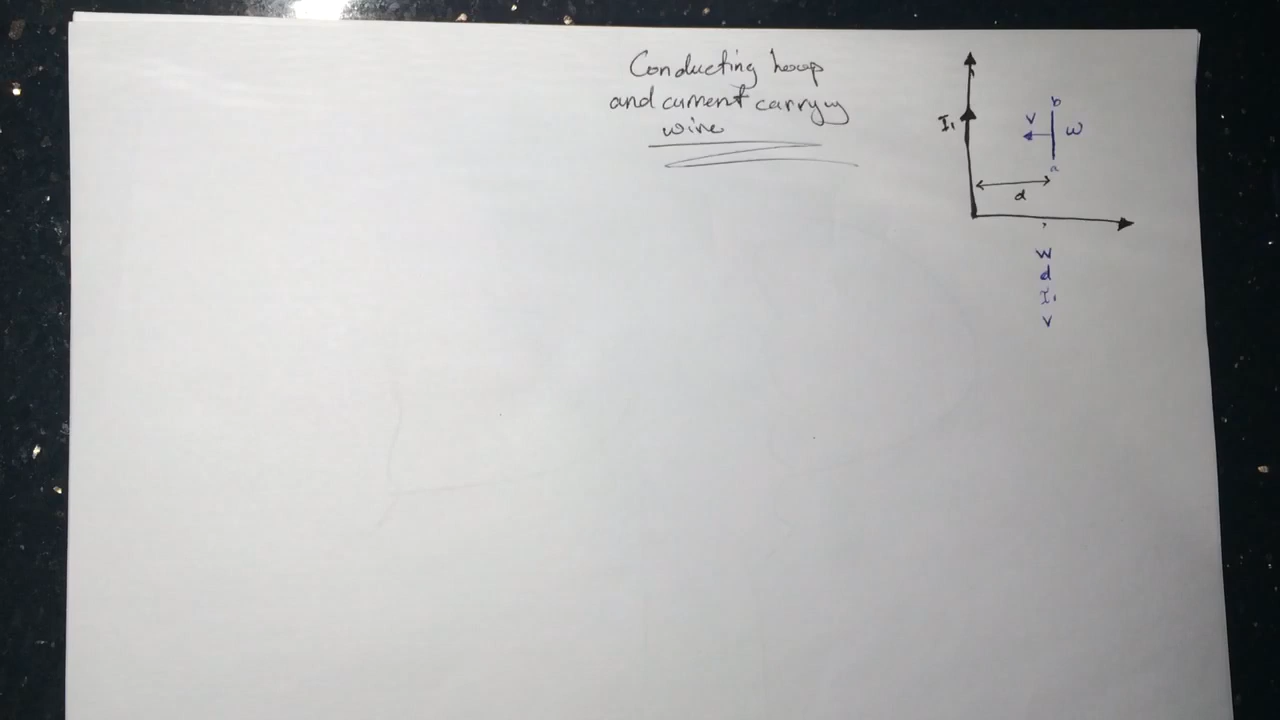 Conducting hoop
and current carrying
wire
I₁
b
v
w
a
d
w
d
I₁
v